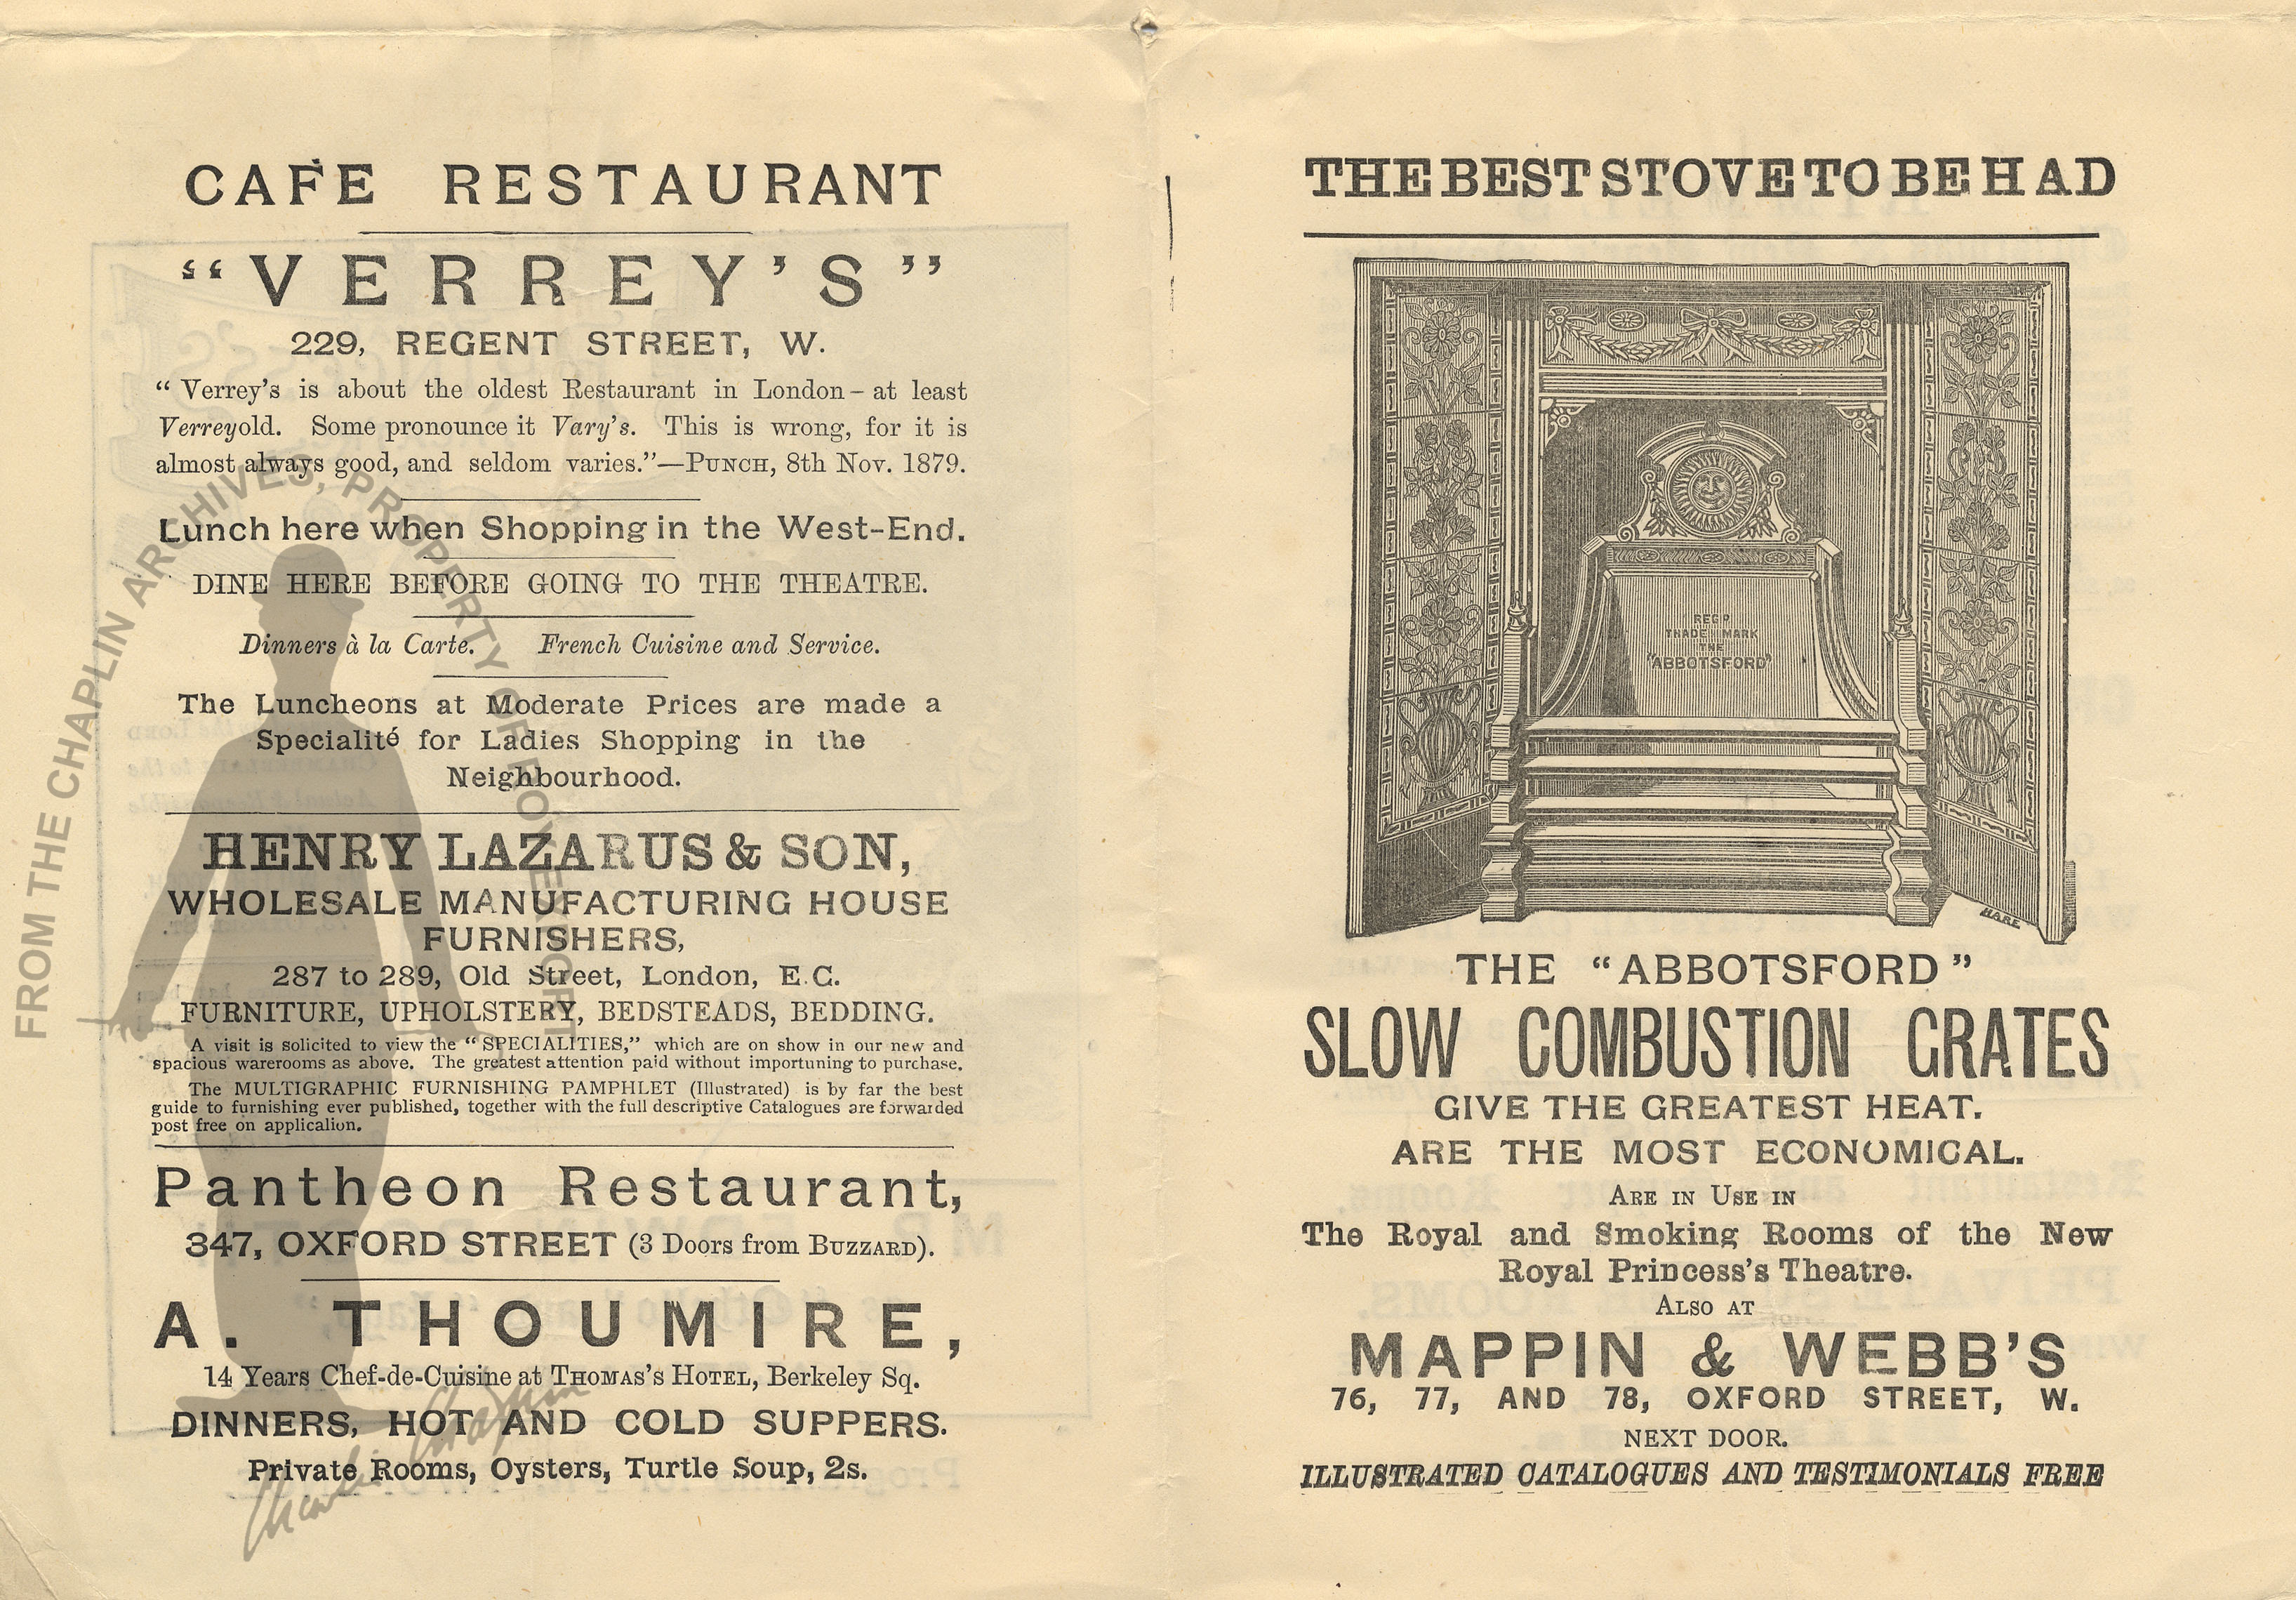 CAFÉ RESTAURANT
"VERREY'S"
229, REGENT STREET, W.
"Verrey's is about the oldest Restaurant in London – at least
Verreyold. Some pronounce it Vary's. This is wrong, for it is
almost always good, and seldom varies."—PUNCH, 8th Nov. 1879.
Lunch here when Shopping in the West-End.
DINE HERE BEFORE GOING TO THE THEATRE.
Dinners à la Carte. French Cuisine and Service.
The Luncheons at Moderate Prices are made a
Specialité for Ladies Shopping in the
Neighbourhood.
HENRY LAZARUS & SON,
WHOLESALE MANUFACTURING HOUSE
FURNISHERS,
287 to 289, Old Street, London, E.C.
FURNITURE, UPHOLSTERY, BEDSTEADS, BEDDING.
A visit is solicited to view the "SPECIALITIES," which are on show in our new and
spacious warerooms as above. The greatest attention paid without importuning to purchase.
The MULTIGRAPHIC FURNISHING PAMPHLET (Illustrated) is by far the best
guide to furnishing ever published, together with the full descriptive Catalogues are forwarded
post free on application.
Pantheon Restaurant,
347, OXFORD STREET (3 Doors from BUZZARD).
A. THOUMIRE,
14 Years Chef-de-Cuisine at THOMAS'S HOTEL, Berkeley Sq.
DINNERS, HOT AND COLD SUPPERS.
Private Rooms, Oysters, Turtle Soup, 2s.
FROM THE CHAPLIN ARCHIVES, PROPERTY OF ROY EXPORT
Charlie Chaplin
THE BEST STOVE TO BE HAD
REGD
TRADE MARK
THE
"ABBOTSFORD"
HARE
THE "ABBOTSFORD"
SLOW COMBUSTION GRATES
GIVE THE GREATEST HEAT.
ARE THE MOST ECONOMICAL.
ARE IN USE IN
The Royal and Smoking Rooms of the New
Royal Princess's Theatre.
ALSO AT
MAPPIN & WEBB'S
76, 77, AND 78, OXFORD STREET, W.
NEXT DOOR.
ILLUSTRATED CATALOGUES AND TESTIMONIALS FREE